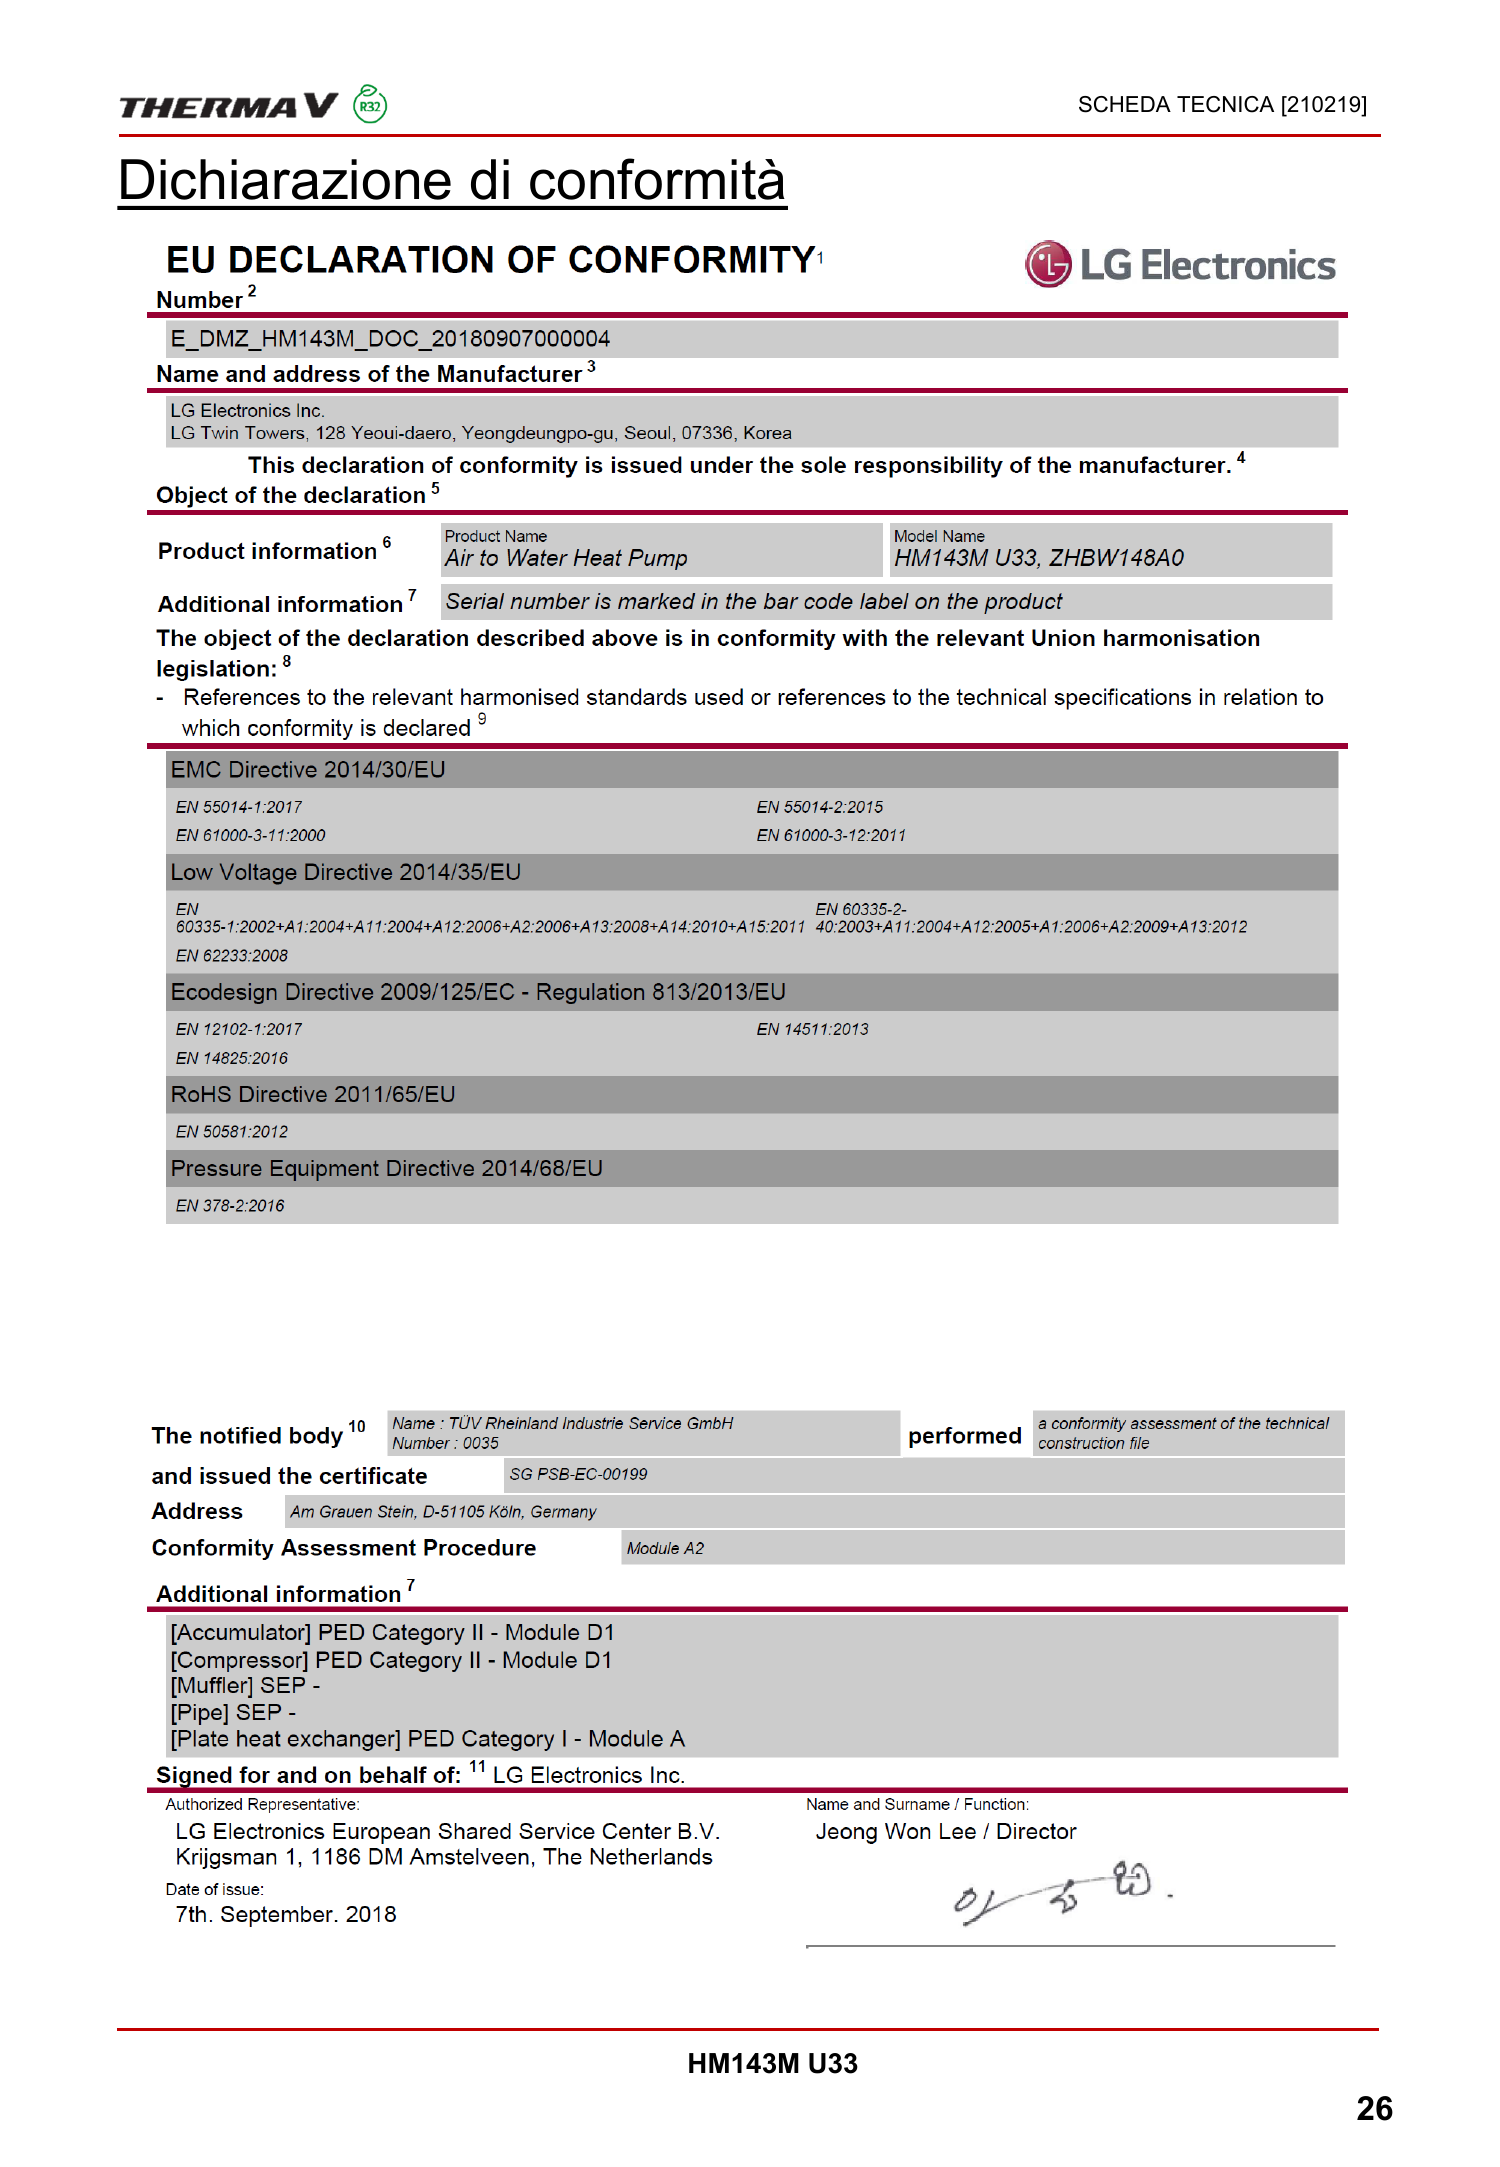 THERMA V R32
SCHEDA TECNICA [210219]
Dichiarazione di conformità
EU DECLARATION OF CONFORMITY1
LG Electronics
Number 2
E_DMZ_HM143M_DOC_20180907000004
Name and address of the Manufacturer 3
LG Electronics Inc.
LG Twin Towers, 128 Yeoui-daero, Yeongdeungpo-gu, Seoul, 07336, Korea
This declaration of conformity is issued under the sole responsibility of the manufacturer. 4
Object of the declaration 5
Product information 6
Product Name
Air to Water Heat Pump
Model Name
HM143M U33, ZHBW148A0
Additional information 7
Serial number is marked in the bar code label on the product
The object of the declaration described above is in conformity with the relevant Union harmonisation
legislation: 8
- References to the relevant harmonised standards used or references to the technical specifications in relation to
which conformity is declared 9
EMC Directive 2014/30/EU
EN 55014-1:2017 EN 55014-2:2015
EN 61000-3-11:2000 EN 61000-3-12:2011
Low Voltage Directive 2014/35/EU
EN
60335-1:2002+A1:2004+A11:2004+A12:2006+A2:2006+A13:2008+A14:2010+A15:2011
EN 60335-2-
40:2003+A11:2004+A12:2005+A1:2006+A2:2009+A13:2012
EN 62233:2008
Ecodesign Directive 2009/125/EC - Regulation 813/2013/EU
EN 12102-1:2017 EN 14511:2013
EN 14825:2016
RoHS Directive 2011/65/EU
EN 50581:2012
Pressure Equipment Directive 2014/68/EU
EN 378-2:2016
The notified body 10
Name : TÜV Rheinland Industrie Service GmbH
Number : 0035
performed
a conformity assessment of the technical
construction file
and issued the certificate SG PSB-EC-00199
Address Am Grauen Stein, D-51105 Köln, Germany
Conformity Assessment Procedure Module A2
Additional information 7
[Accumulator] PED Category II - Module D1
[Compressor] PED Category II - Module D1
[Muffler] SEP -
[Pipe] SEP -
[Plate heat exchanger] PED Category I - Module A
Signed for and on behalf of: 11 LG Electronics Inc.
Authorized Representative:
LG Electronics European Shared Service Center B.V.
Krijgsman 1, 1186 DM Amstelveen, The Netherlands
Date of issue:
7th. September. 2018
Name and Surname / Function:
Jeong Won Lee / Director
HM143M U33
26